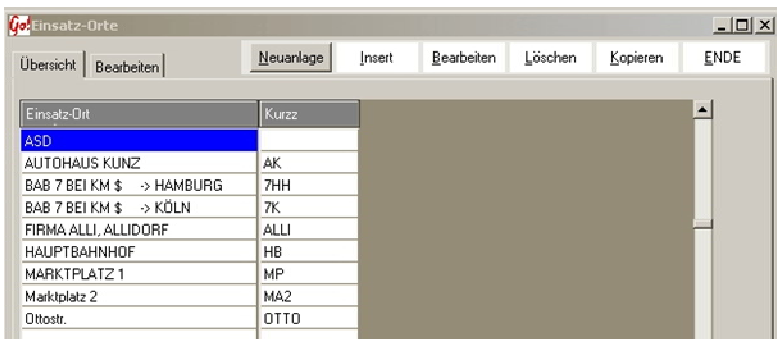 Go! Einsatz-Orte
Übersicht Bearbeiten Neuanlage Insert Bearbeiten Löschen Kopieren ENDE
Einsatz-Ort Kurzz
ASD
AUTOHAUS KUNZ AK
BAB 7 BEI KM $ -> HAMBURG 7HH
BAB 7 BEI KM $ -> KÖLN 7K
FIRMA ALLI, ALLIDORF ALLI
HAUPTBAHNHOF HB
MARKTPLATZ 1 MP
Marktplatz 2 MA2
Ottostr. OTTO